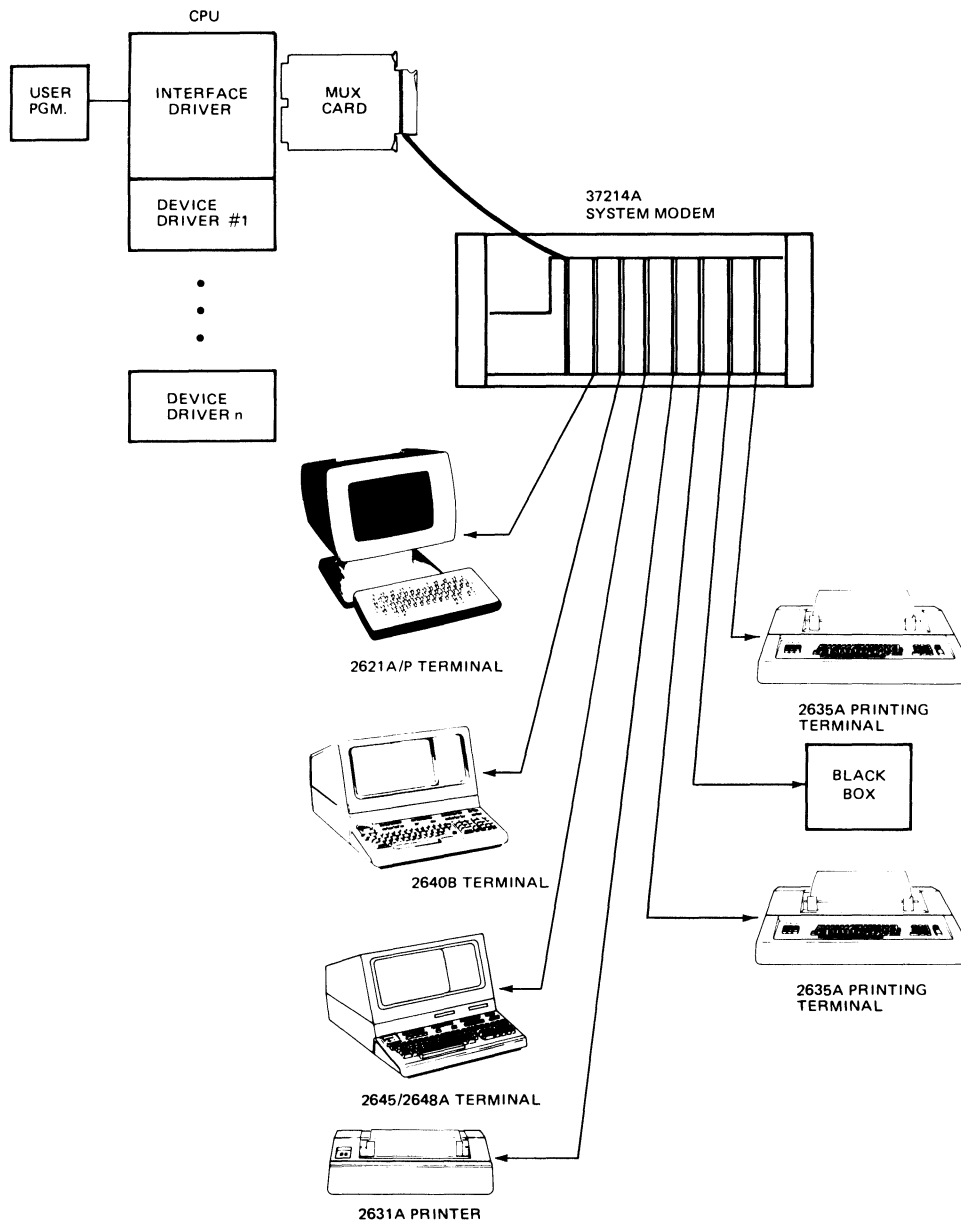 CPU
USER
PGM.
INTERFACE
DRIVER
MUX
CARD
DEVICE
DRIVER #1
DEVICE
DRIVER n
37214A
SYSTEM MODEM
2621A/P TERMINAL
2640B TERMINAL
2645/2648A TERMINAL
2631A PRINTER
2635A PRINTING
TERMINAL
BLACK
BOX
2635A PRINTING
TERMINAL